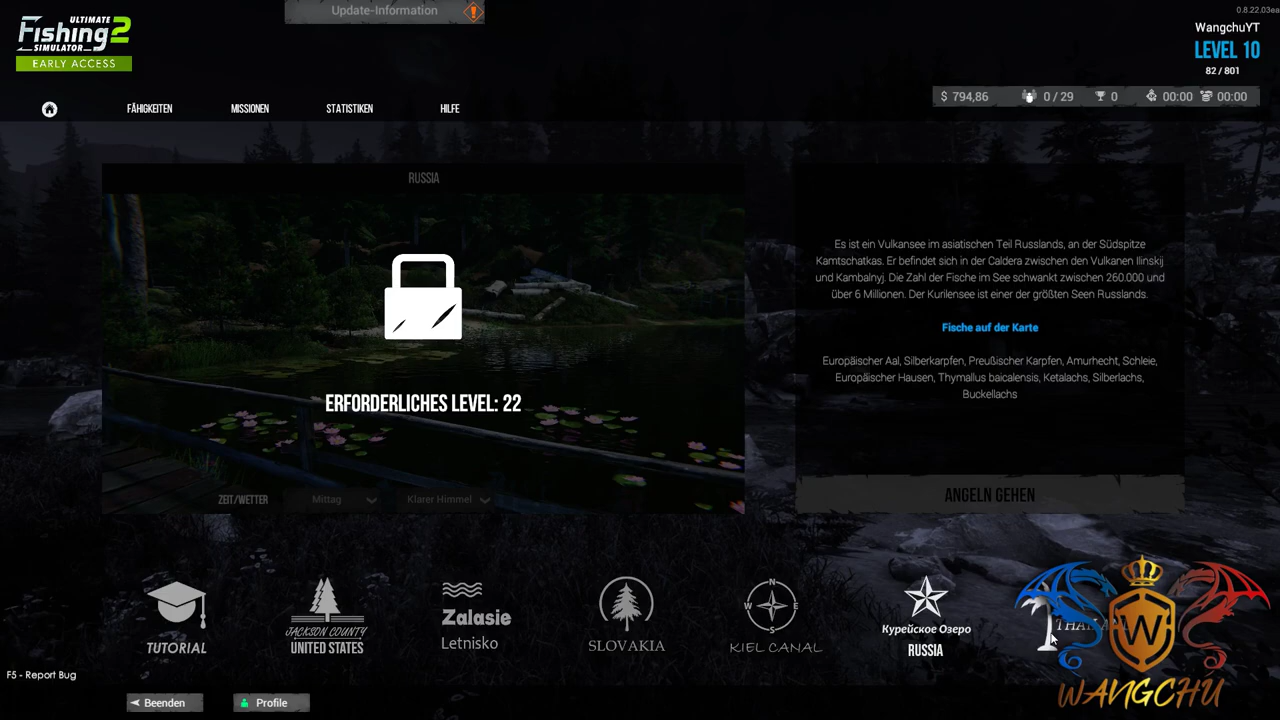 Update-Information
0.8.22.03ea
ULTIMATE
Fishing 2
SIMULATOR
EARLY ACCESS
WangchuYT
LEVEL 10
82 / 801
$ 794,86
0 / 29
0
00:00
00:00
FÄHIGKEITEN
MISSIONEN
STATISTIKEN
HILFE
RUSSIA
ERFORDERLICHES LEVEL: 22
ZEIT/WETTER
Mittag
Klarer Himmel
Es ist ein Vulkansee im asiatischen Teil Russlands, an der Südspitze
Kamtschatkas. Er befindet sich in der Caldera zwischen den Vulkanen Ilinskij
und Kambalnyj. Die Zahl der Fische im See schwankt zwischen 260.000 und
über 6 Millionen. Der Kurilensee ist einer der größten Seen Russlands.
Fische auf der Karte
Europäischer Aal, Silberkarpfen, Preußischer Karpfen, Amurhecht, Schleie,
Europäischer Hausen, Thymallus baicalensis, Ketalachs, Silberlachs,
Buckellachs
ANGELN GEHEN
TUTORIAL
JACKSON COUNTY
UNITED STATES
Zalasie
Letnisko
SLOVAKIA
N
W
E
S
KIEL CANAL
Курейское Озеро
RUSSIA
W
WANGCHU
F5 - Report Bug
Beenden
Profile